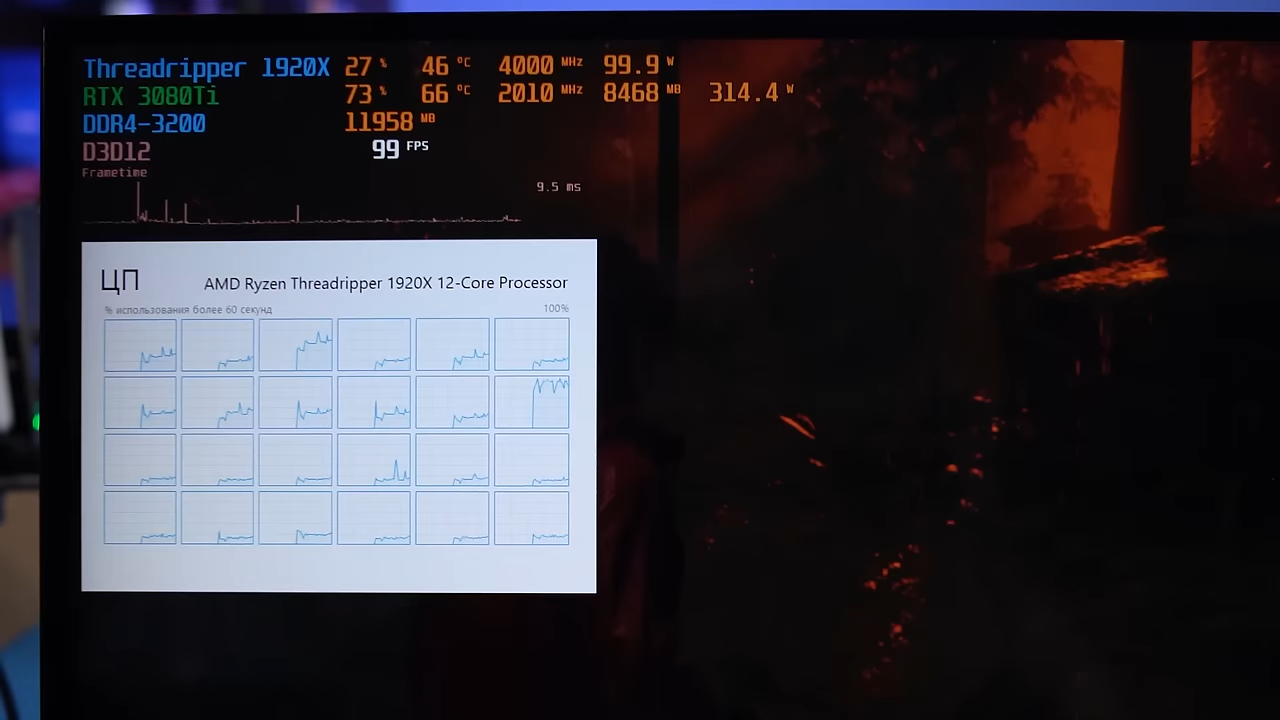 Threadripper 1920X 27 % 46 °C 4000 MHz 99.9 W
RTX 3080Ti 73 % 66 °C 2010 MHz 8468 MB 314.4 W
DDR4-3200 11958 MB
D3D12 99 FPS
Frametime
9.5 ms
ЦП AMD Ryzen Threadripper 1920X 12-Core Processor
% использования более 60 секунд 100%